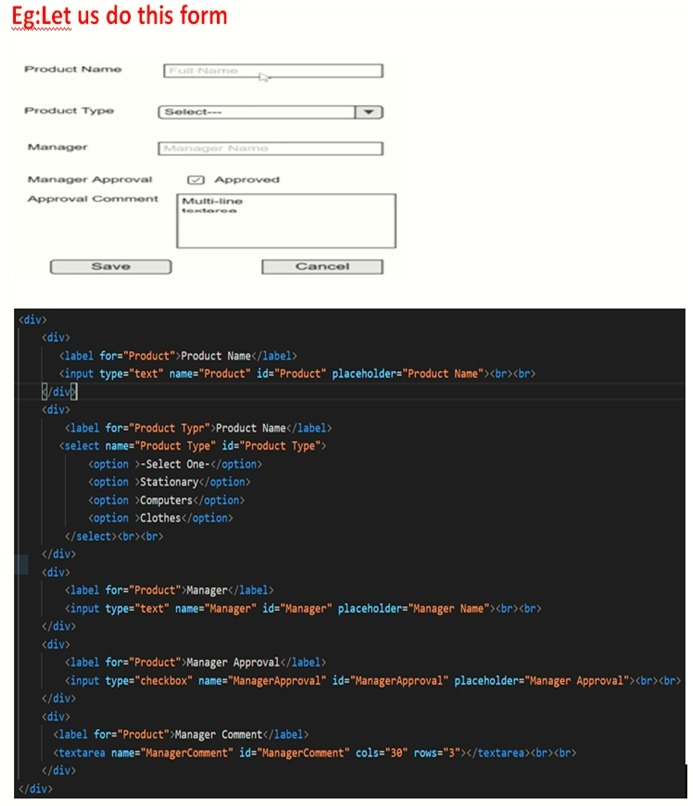 Eg:Let us do this form
Product Name Full Name
Product Type Select---
Manager Manager Name
Manager Approval Approved
Approval Comment Multi-line
textarea
Save Cancel
<div>
<div>
<label for="Product">Product Name</label>
<input type="text" name="Product" id="Product" placeholder="Product Name"><br><br>
</div>
<div>
<label for="Product Typr">Product Name</label>
<select name="Product Type" id="Product Type">
<option >-Select One-</option>
<option >Stationary</option>
<option >Computers</option>
<option >Clothes</option>
</select><br><br>
</div>
<div>
<label for="Product">Manager</label>
<input type="text" name="Manager" id="Manager" placeholder="Manager Name"><br><br>
</div>
<div>
<label for="Product">Manager Approval</label>
<input type="checkbox" name="ManagerApproval" id="ManagerApproval" placeholder="Manager Approval"><br><br>
</div>
<div>
<label for="Product">Manager Comment</label>
<textarea name="ManagerComment" id="ManagerComment" cols="30" rows="3"></textarea><br><br>
</div>
</div>